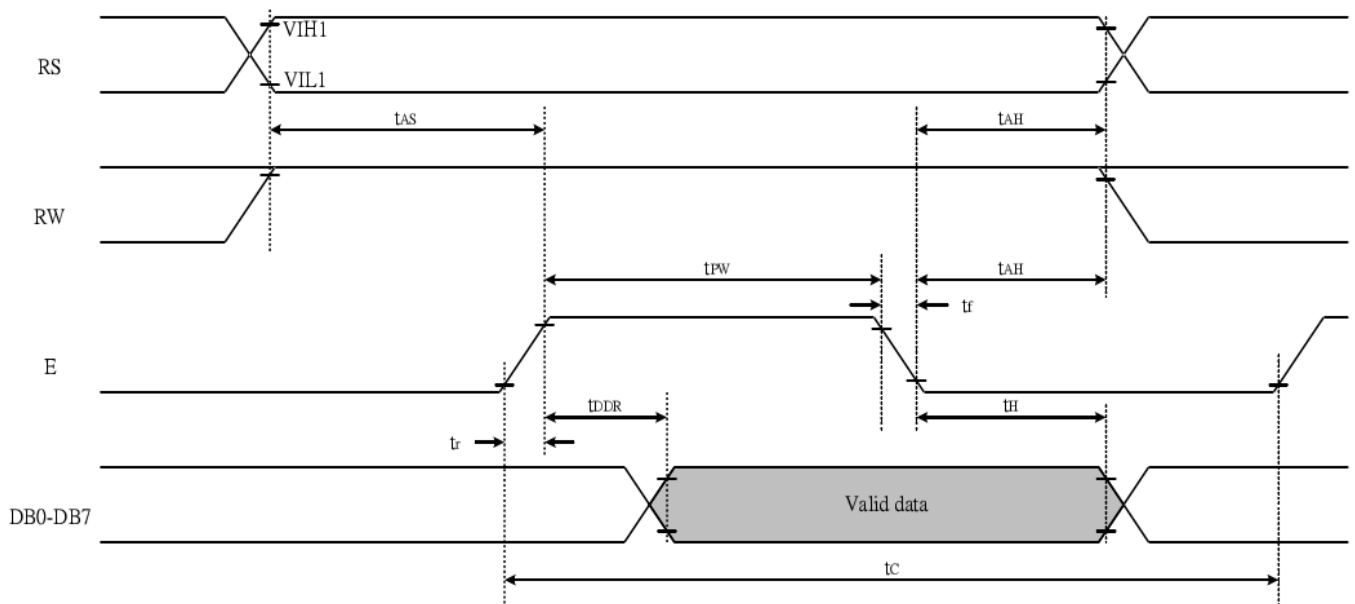 VIH1
RS
VIL1
tAS
tAH
RW
tPW
tAH
tf
E
tDDR
tH
tr
Valid data
DB0-DB7
tC